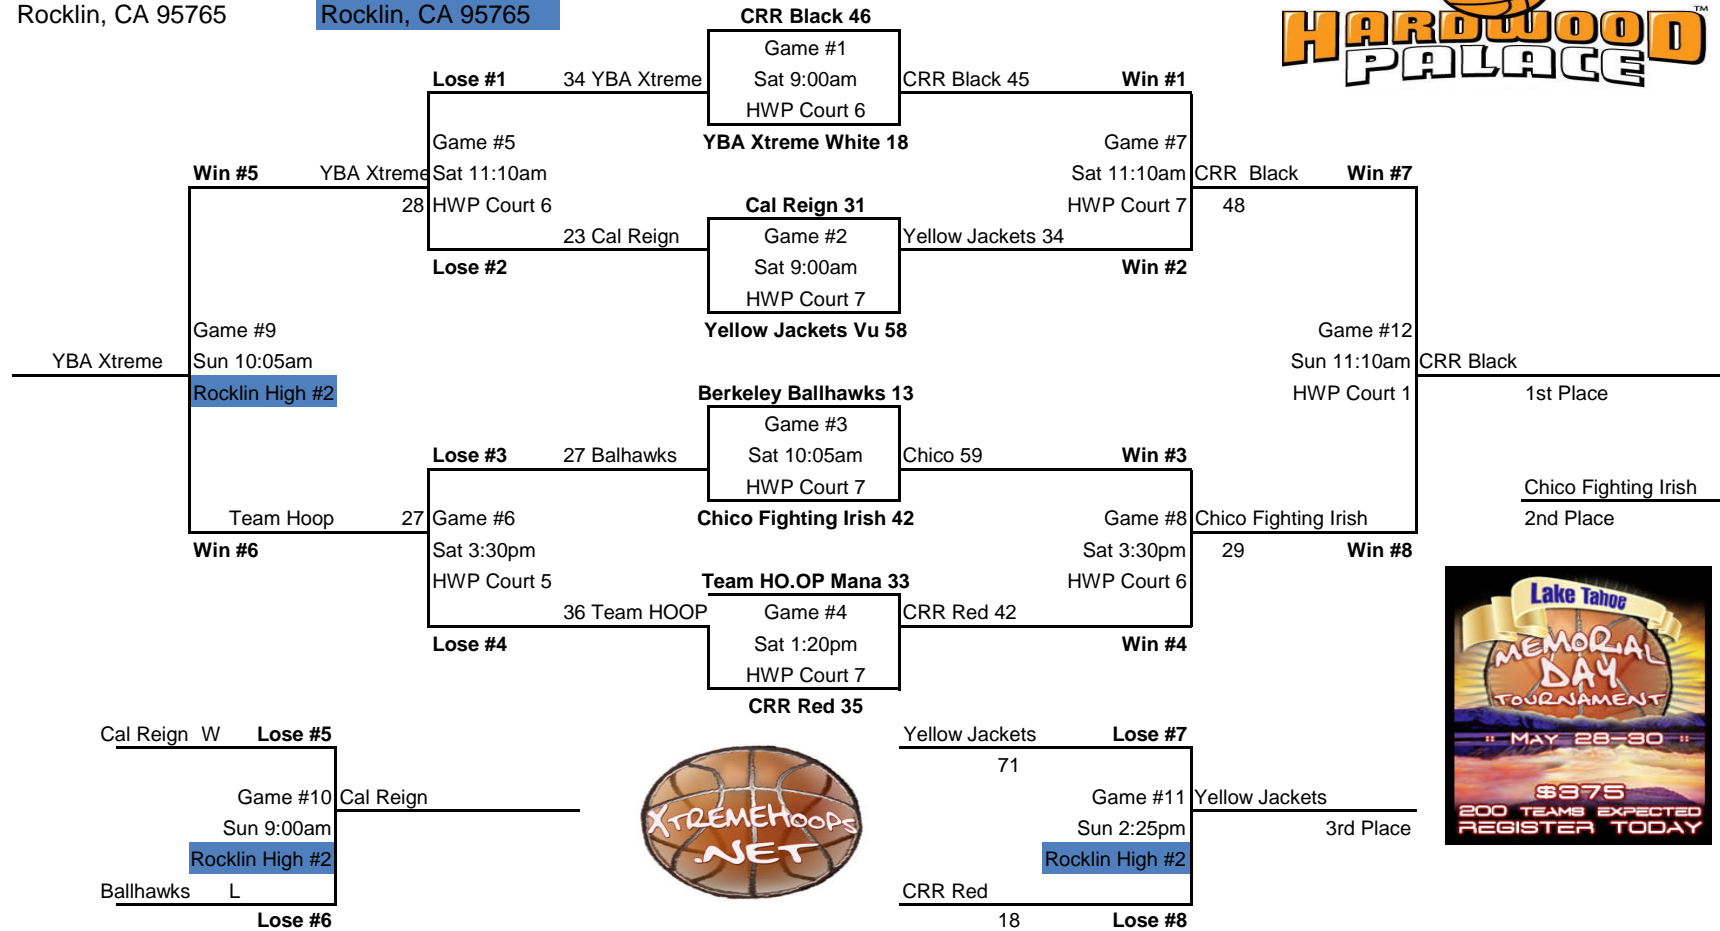 Rocklin, CA 95765
Rocklin, CA 95765
CRR Black 46
HARDWOOD
PALACE
TM
Game #1
Lose #1
34 YBA Xtreme
Sat 9:00am
CRR Black 45
Win #1
HWP Court 6
Game #5
YBA Xtreme White 18
Game #7
Win #5
YBA Xtreme
Sat 11:10am
Sat 11:10am
CRR Black
Win #7
28
HWP Court 6
Cal Reign 31
HWP Court 7
48
23 Cal Reign
Game #2
Yellow Jackets 34
Lose #2
Sat 9:00am
Win #2
HWP Court 7
Game #9
Yellow Jackets Vu 58
Game #12
YBA Xtreme
Sun 10:05am
Sun 11:10am
CRR Black
Rocklin High #2
Berkeley Ballhawks 13
HWP Court 1
1st Place
Game #3
Lose #3
27 Balhawks
Sat 10:05am
Chico 59
Win #3
HWP Court 7
Chico Fighting Irish
Team Hoop
27
Game #6
Chico Fighting Irish 42
Game #8
Chico Fighting Irish
2nd Place
Win #6
Sat 3:30pm
Sat 3:30pm
29
Win #8
HWP Court 5
Team HO.OP Mana 33
HWP Court 6
36 Team HOOP
Game #4
CRR Red 42
Lose #4
Sat 1:20pm
Win #4
HWP Court 7
CRR Red 35
Lake Tahoe
MEMORIAL
DAY
TOURNAMENT
:: MAY 28-30 ::
$375
200 TEAMS EXPECTED
REGISTER TODAY
Cal Reign W
Lose #5
Yellow Jackets
Lose #7
71
Game #10
Cal Reign
Game #11
Yellow Jackets
Sun 9:00am
Sun 2:25pm
3rd Place
Rocklin High #2
Rocklin High #2
Ballhawks L
CRR Red
Lose #6
18
Lose #8
XTREMEHOOPS
.NET